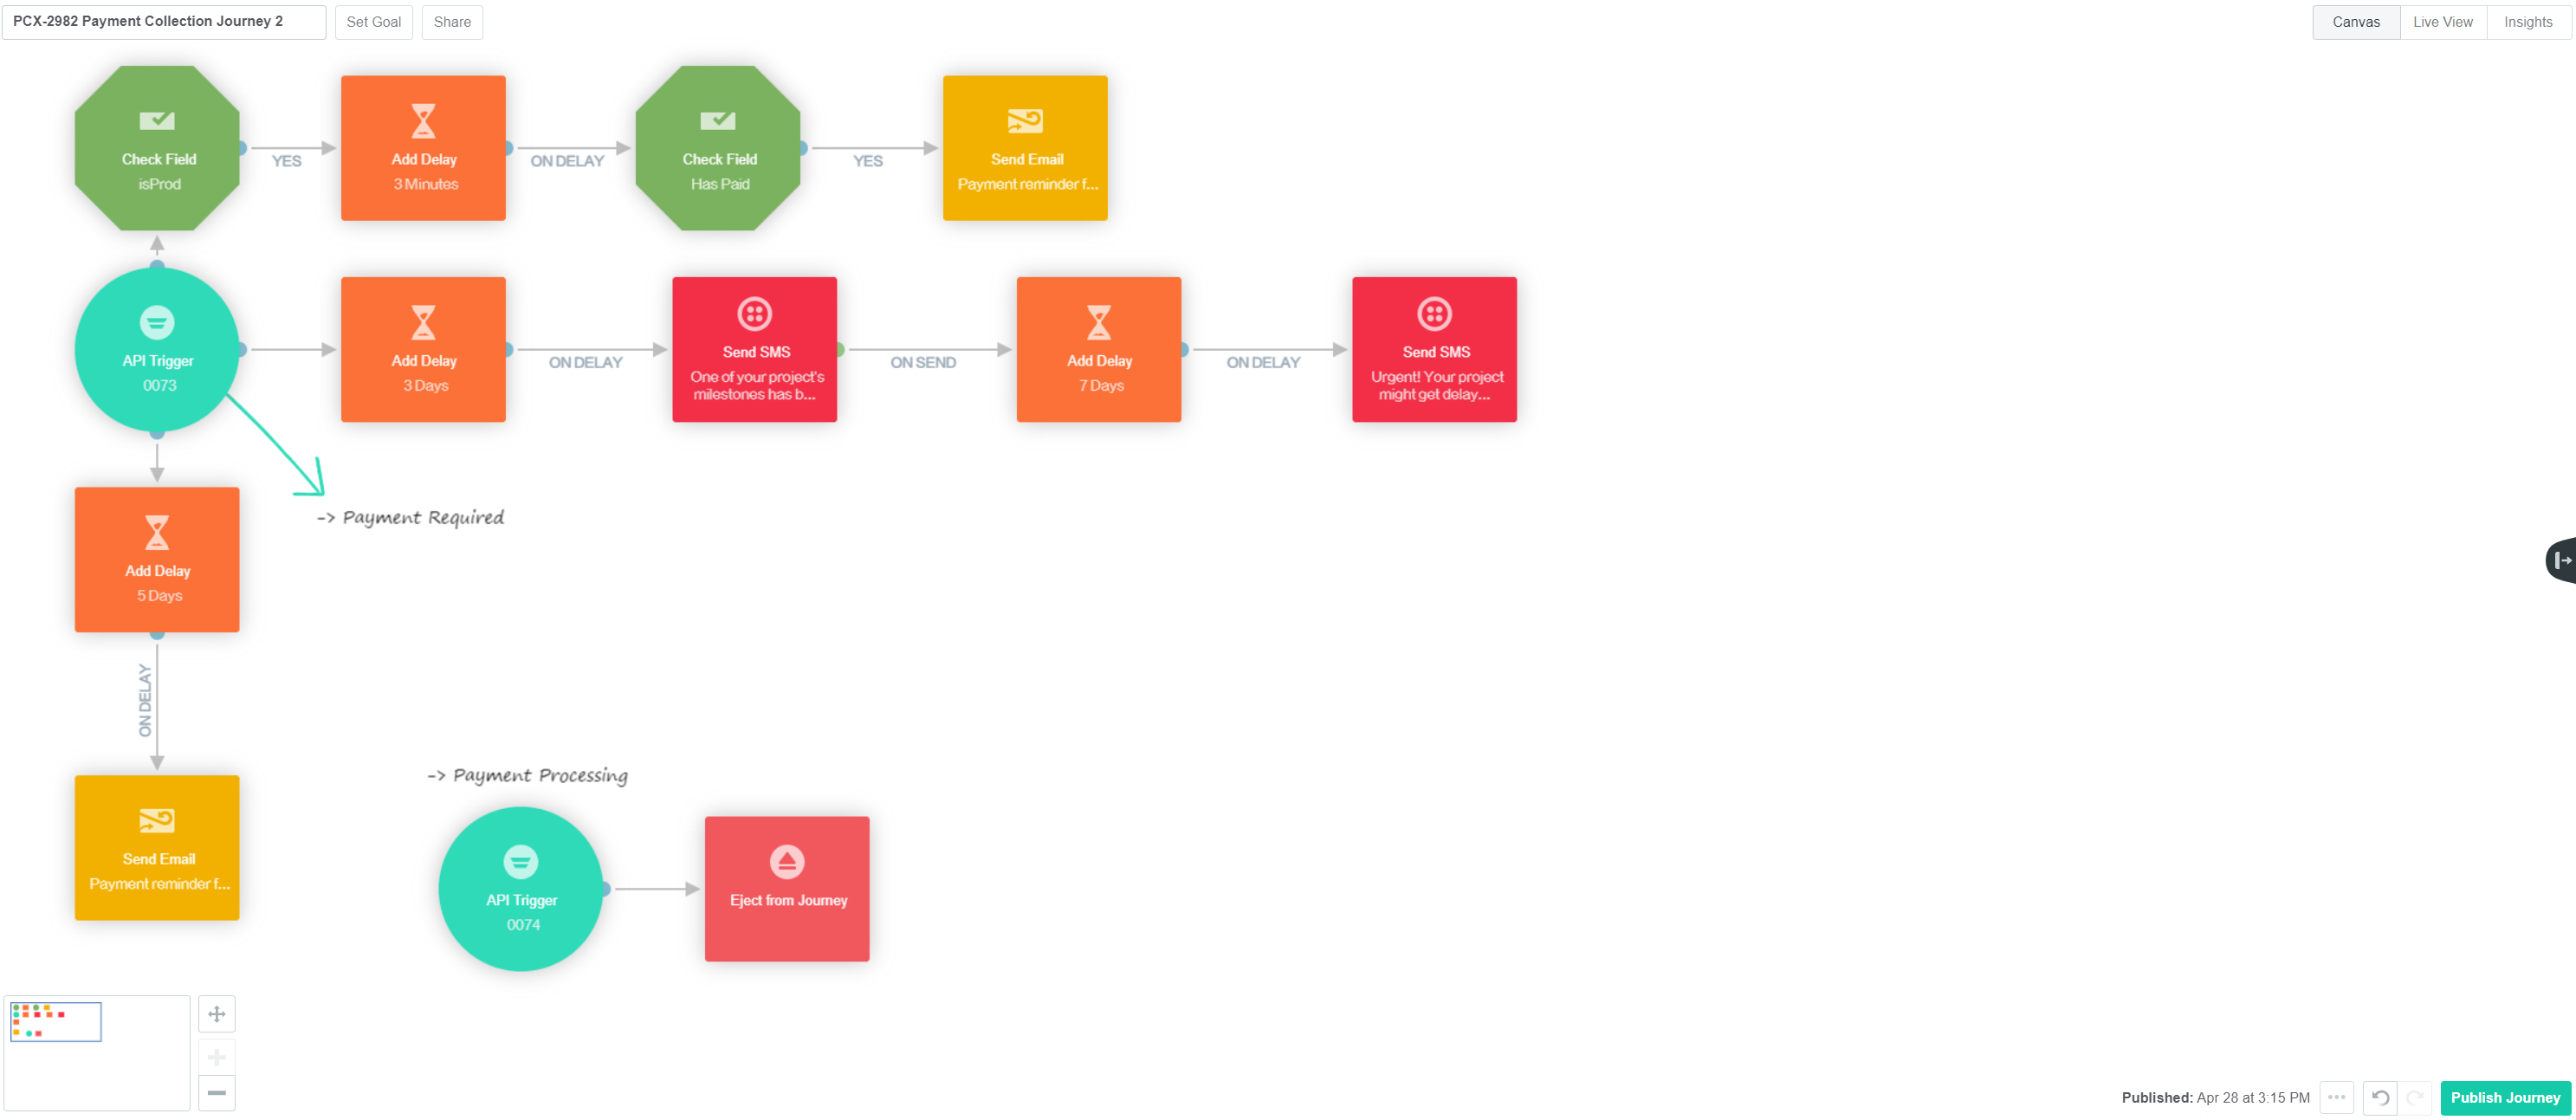 PCX-2982 Payment Collection Journey 2
Set Goal
Share
Canvas
Live View
Insights
Check Field
isProd
YES
Add Delay
3 Minutes
ON DELAY
Check Field
Has Paid
YES
Send Email
Payment reminder f...
API Trigger
0073
Add Delay
3 Days
ON DELAY
Send SMS
One of your project's
milestones has b...
ON SEND
Add Delay
7 Days
ON DELAY
Send SMS
Urgent! Your project
might get delay...
-> Payment Required
Add Delay
5 Days
ON DELAY
Send Email
Payment reminder f...
-> Payment Processing
API Trigger
0074
Eject from Journey
Published: Apr 28 at 3:15 PM
Publish Journey